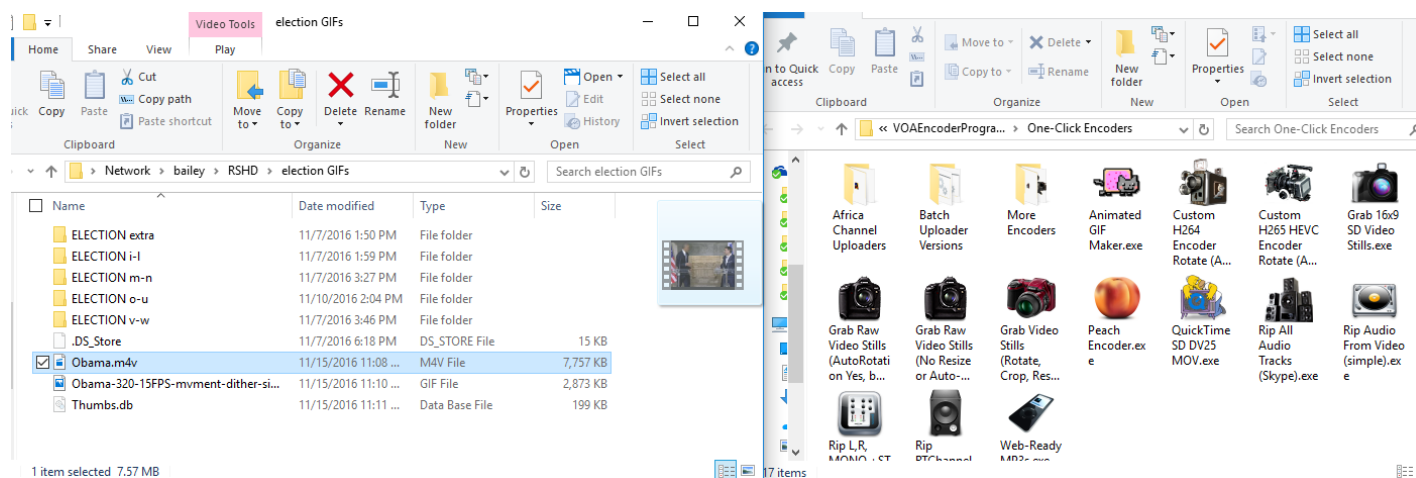 Video Tools
election GIFs
Home
Share
View
Play
Copy
Paste
Cut
Copy path
Paste shortcut
Move to
Copy to
Delete
Rename
New folder
Properties
Open
Edit
History
Select all
Select none
Invert selection
Clipboard
Organize
New
Open
Select
Network > bailey > RSHD > election GIFs
Search election GIFs
Name
Date modified
Type
Size
ELECTION extra 11/7/2016 1:50 PM File folder
ELECTION i-l 11/7/2016 1:59 PM File folder
ELECTION m-n 11/7/2016 3:27 PM File folder
ELECTION o-u 11/10/2016 2:04 PM File folder
ELECTION v-w 11/7/2016 3:46 PM File folder
.DS_Store 11/7/2016 6:18 PM DS_STORE File 15 KB
Obama.m4v 11/15/2016 11:08 ... M4V File 7,757 KB
Obama-320-15FPS-mvment-dither-si... 11/15/2016 11:10 ... GIF File 2,873 KB
Thumbs.db 11/15/2016 11:11 ... Data Base File 199 KB
1 item selected 7.57 MB
n to Quick access
Copy
Paste
Move to
Copy to
Delete
Rename
New folder
Properties
Select all
Select none
Invert selection
Clipboard
Organize
New
Open
Select
« VOAEncoderProgra... > One-Click Encoders
Search One-Click Encoders
Africa Channel Uploaders
Batch Uploader Versions
More Encoders
Animated GIF Maker.exe
Custom H264 Encoder Rotate (A...
Custom H265 HEVC Encoder Rotate (A...
Grab 16x9 SD Video Stills.exe
Grab Raw Video Stills (AutoRotati on Yes, b...
Grab Raw Video Stills (No Resize or Auto-...
Grab Video Stills (Rotate, Crop, Res...
Peach Encoder.ex e
QuickTime SD DV25 MOV.exe
Rip All Audio Tracks (Skype).exe
Rip Audio From Video (simple).ex e
Rip L,R,
Rip
Web-Ready
17 items